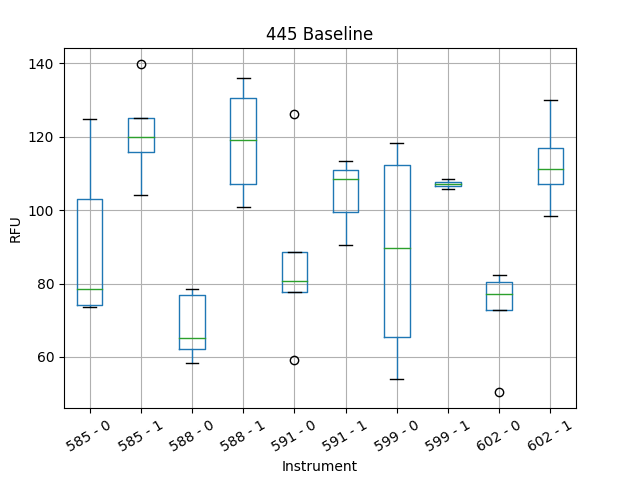 445 Baseline
140
120
100
80
60
RFU
585 - 0
585 - 1
588 - 0
588 - 1
591 - 0
591 - 1
599 - 0
599 - 1
602 - 0
602 - 1
Instrument